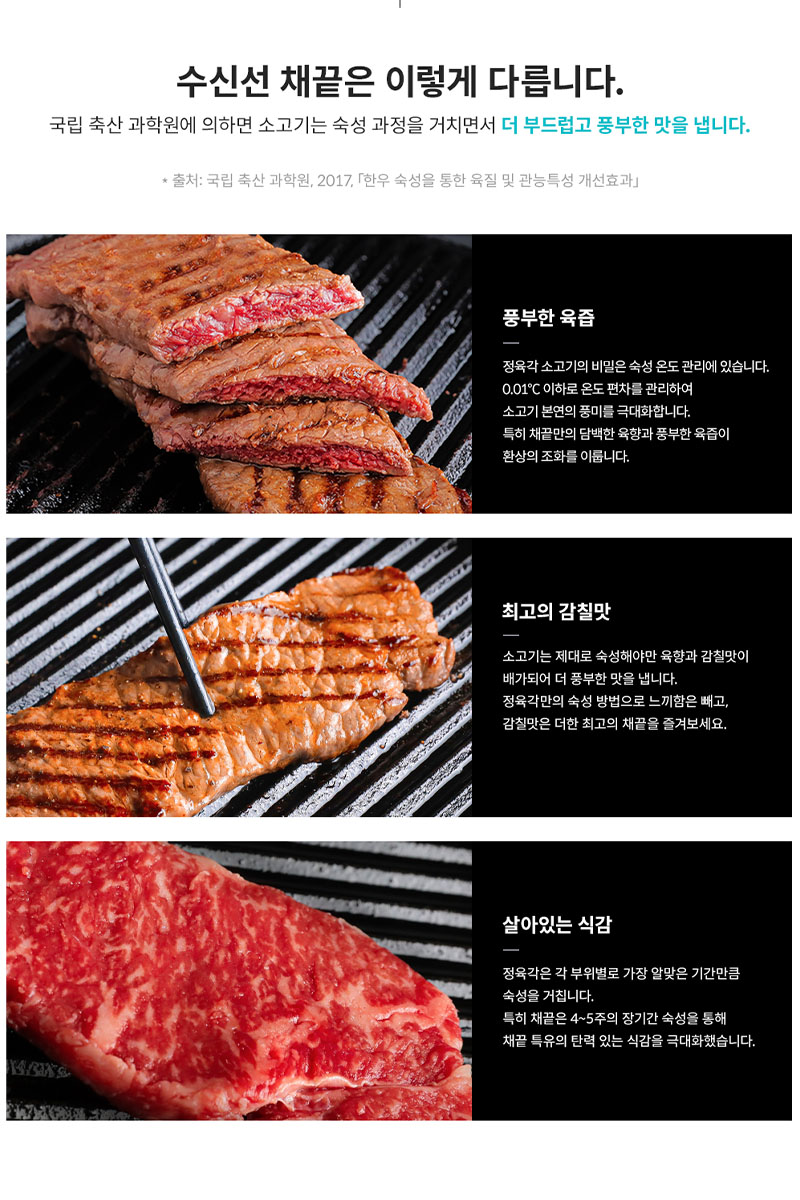 수신선 채끝은 이렇게 다릅니다.
국립 축산 과학원에 의하면 소고기는 숙성 과정을 거치면서 더 부드럽고 풍부한 맛을 냅니다.
* 출처: 국립 축산 과학원, 2017, 「한우 숙성을 통한 육질 및 관능특성 개선효과」
풍부한 육즙
정육각 소고기의 비밀은 숙성 온도 관리에 있습니다.
0.01℃ 이하로 온도 편차를 관리하여
소고기 본연의 풍미를 극대화합니다.
특히 채끝만의 담백한 육향과 풍부한 육즙이
환상의 조화를 이룹니다.
최고의 감칠맛
소고기는 제대로 숙성해야만 육향과 감칠맛이
배가되어 더 풍부한 맛을 냅니다.
정육각만의 숙성 방법으로 느끼함은 빼고,
감칠맛은 더한 최고의 채끝을 즐겨보세요.
살아있는 식감
정육각은 각 부위별로 가장 알맞은 기간만큼
숙성을 거칩니다.
특히 채끝은 4~5주의 장기간 숙성을 통해
채끝 특유의 탄력 있는 식감을 극대화했습니다.